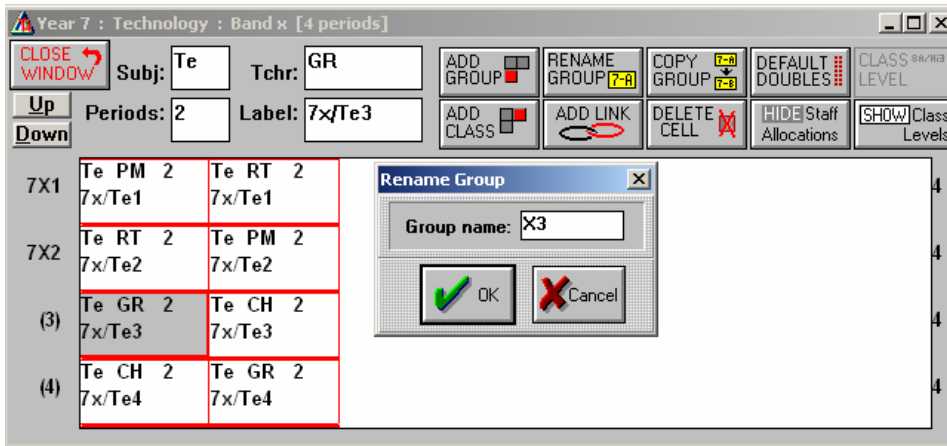 Year 7 : Technology : Band x [4 periods]
CLOSE WINDOW
Subj: Te
Tchr: GR
ADD GROUP
RENAME GROUP 7-A
COPY GROUP 7-A 7-B
DEFAULT DOUBLES
CLASS SA/HIB LEVEL
Up
Down
Periods: 2
Label: 7x/Te3
ADD CLASS
ADD LINK
DELETE CELL
HIDE Staff Allocations
SHOW Class Levels
7X1
Te PM 2
7x/Te1
Te RT 2
7x/Te1
4
7X2
Te RT 2
7x/Te2
Te PM 2
7x/Te2
4
(3)
Te GR 2
7x/Te3
Te CH 2
7x/Te3
4
(4)
Te CH 2
7x/Te4
Te GR 2
7x/Te4
4
Rename Group
Group name: X3
OK
Cancel